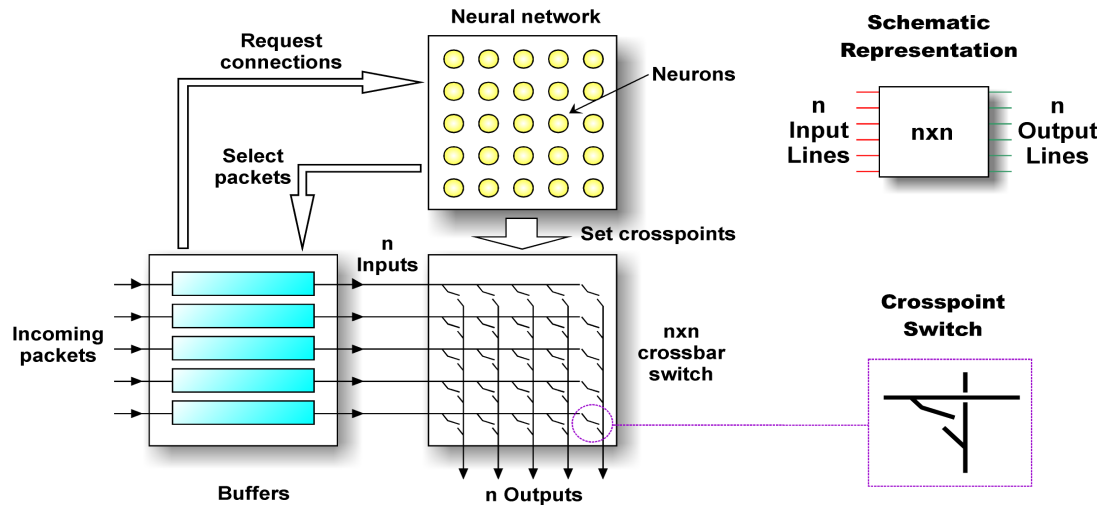 Neural network
Request
connections
Neurons
Select
packets
Set crosspoints
n
Inputs
Incoming
packets
nxn
crossbar
switch
Buffers
n Outputs
Schematic
Representation
n
Input
Lines
nxn
n
Output
Lines
Crosspoint
Switch